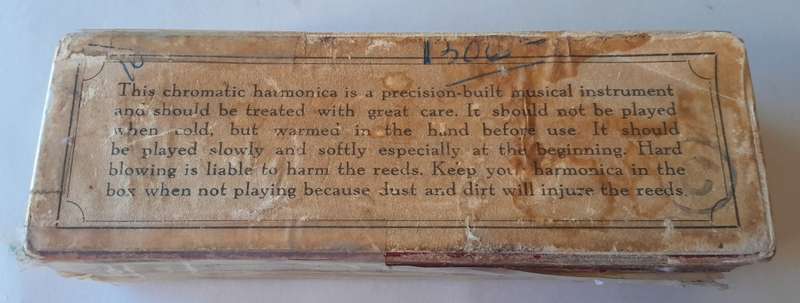 This chromatic harmonica is a precision-built musical instrument
and should be treated with great care. It should not be played
when cold, but warmed in the hand before use. It should
be played slowly and softly especially at the beginning. Hard
blowing is liable to harm the reeds. Keep your harmonica in the
box when not playing because dust and dirt will injure the reeds.